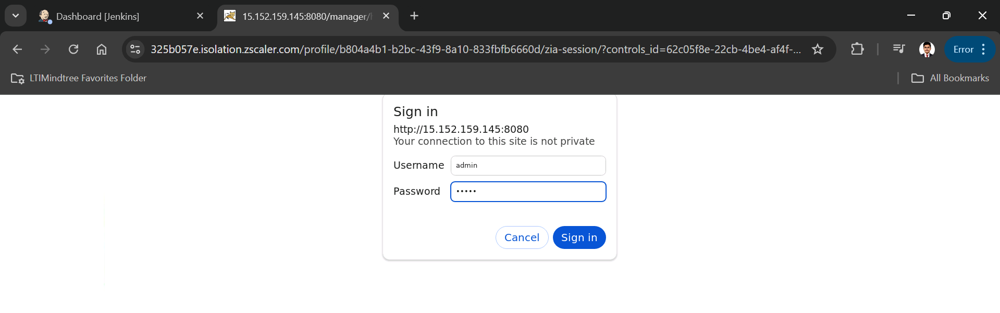 Dashboard [Jenkins]
15.152.159.145:8080/manager/
325b057e.isolation.zscaler.com/profile/b804a4b1-b2bc-43f9-8a10-833fbfb6660d/zia-session/?controls_id=62c05f8e-22cb-4be4-af4f-...
Error
LTIMindtree Favorites Folder
All Bookmarks
Sign in
http://15.152.159.145:8080
Your connection to this site is not private
Username admin
Password •••••
Cancel Sign in